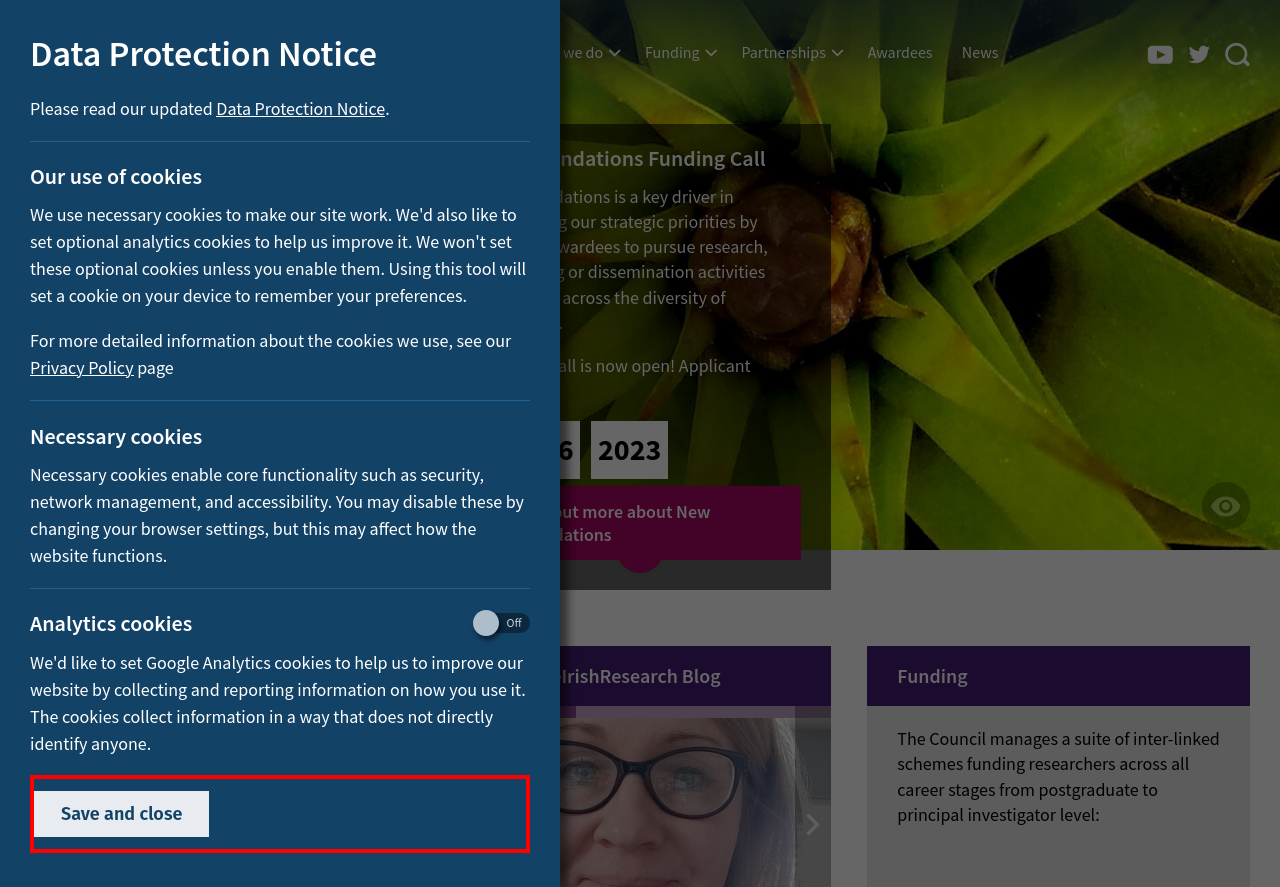 Data Protection Notice
Please read our updated Data Protection Notice.
Our use of cookies
We use necessary cookies to make our site work. We'd also like to
set optional analytics cookies to help us improve it. We won't set
these optional cookies unless you enable them. Using this tool will
set a cookie on your device to remember your preferences.
For more detailed information about the cookies we use, see our
Privacy Policy page
Necessary cookies
Necessary cookies enable core functionality such as security,
network management, and accessibility. You may disable these by
changing your browser settings, but this may affect how the
website functions.
Analytics cookies
Off
We'd like to set Google Analytics cookies to help us to improve our
website by collecting and reporting information on how you use it.
The cookies collect information in a way that does not directly
identify anyone.
Save and close
we do Funding Partnerships Awardees News
ndations Funding Call
dations is a key driver in
g our strategic priorities by
wardees to pursue research,
g or dissemination activities
across the diversity of
all is now open! Applicant
6 2023
out more about New
dations
IrishResearch Blog
Funding
The Council manages a suite of inter-linked
schemes funding researchers across all
career stages from postgraduate to
principal investigator level: